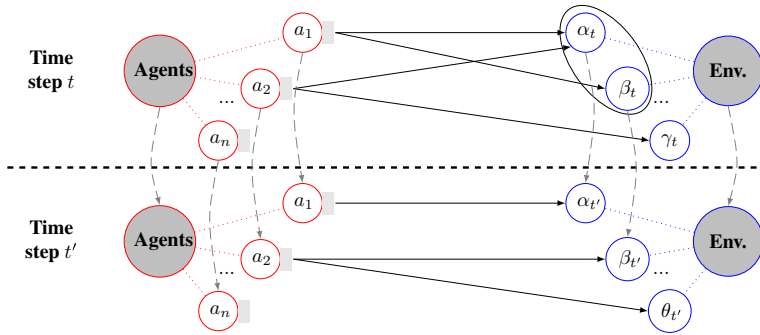 Time
step t
Agents
a₁
a₂
...
aₙ
αₜ
βₜ
...
γₜ
Env.
Time
step t′
Agents
a₁
a₂
...
aₙ
αₜ′
βₜ′
...
θₜ′
Env.